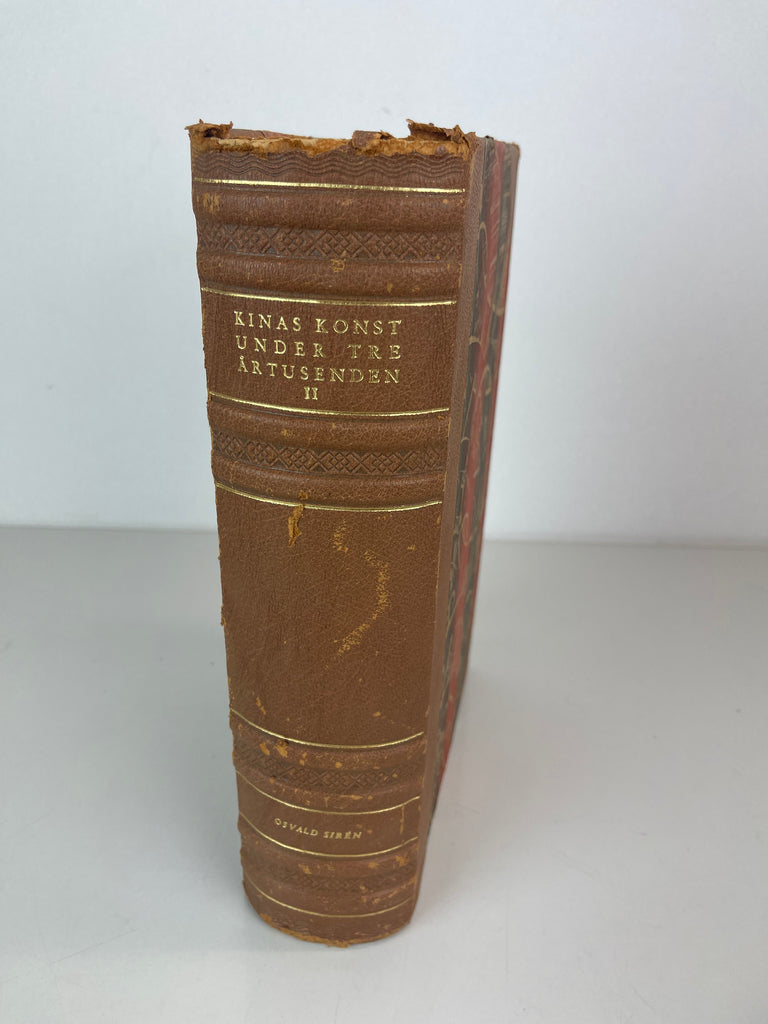 KINAS KONST
UNDER TRE
ÅRTUSENDEN
II
OSVALD SIRÉN